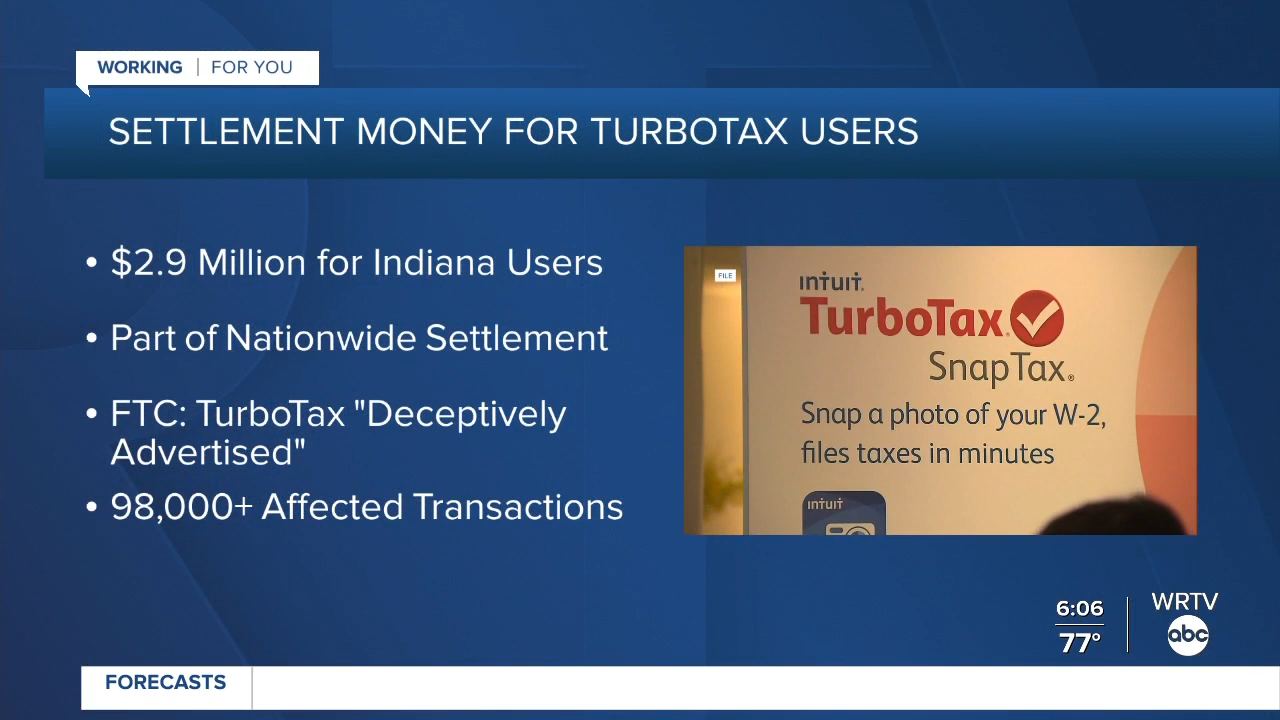 WORKING | FOR YOU
SETTLEMENT MONEY FOR TURBOTAX USERS
• $2.9 Million for Indiana Users
• Part of Nationwide Settlement
• FTC: TurboTax "Deceptively
Advertised"
• 98,000+ Affected Transactions
FILE
intuit.
TurboTax®
SnapTax®
Snap a photo of your W-2,
files taxes in minutes
intuit
6:06
77°
WRTV
abc
FORECASTS